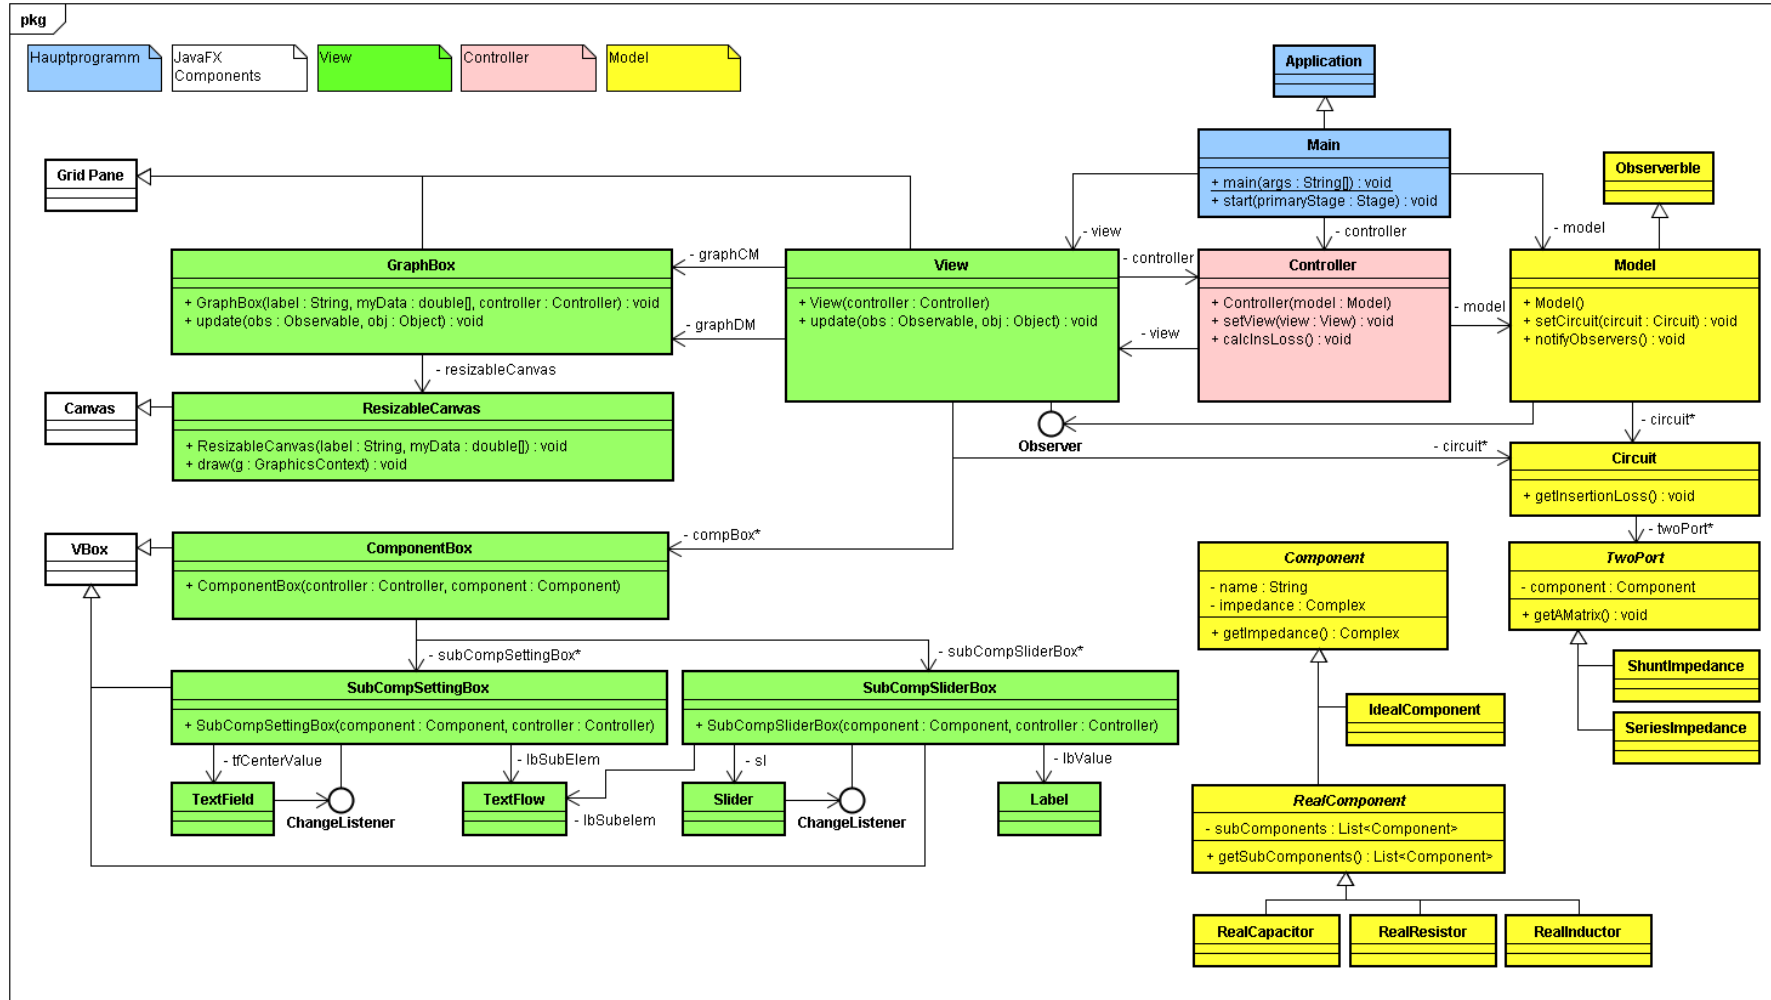 pkg
Hauptprogramm
JavaFX
Components
View
Controller
Model
Application
Main
+ main(args : String[]) : void
+ start(primaryStage : Stage) : void
Observerble
Grid Pane
- view
- controller
- model
GraphBox
+ GraphBox(label : String, myData : double[], controller : Controller) : void
+ update(obs : Observable, obj : Object) : void
- graphCM
- graphDM
View
+ View(controller : Controller)
+ update(obs : Observable, obj : Object) : void
- controller
- view
Controller
+ Controller(model : Model)
+ setView(view : View) : void
+ calcInsLoss() : void
- model
Model
+ Model()
+ setCircuit(circuit : Circuit) : void
+ notifyObservers() : void
- resizableCanvas
Canvas
ResizableCanvas
+ ResizableCanvas(label : String, myData : double[]) : void
+ draw(g : GraphicsContext) : void
Observer
- circuit*
- circuit*
Circuit
+ getInsertionLoss() : void
- twoPort*
VBox
ComponentBox
+ ComponentBox(controller : Controller, component : Component)
- compBox*
Component
- name : String
- impedance : Complex
+ getImpedance() : Complex
TwoPort
- component : Component
+ getAMatrix() : void
- subCompSettingBox*
- subCompSliderBox*
SubCompSettingBox
+ SubCompSettingBox(component : Component, controller : Controller)
SubCompSliderBox
+ SubCompSliderBox(component : Component, controller : Controller)
ShuntImpedance
IdealComponent
SeriesImpedance
- tfCenterValue
- lbSubElem
- sl
- lbValue
TextField
ChangeListener
TextFlow
- lbSubelem
Slider
ChangeListener
Label
RealComponent
- subComponents : List<Component>
+ getSubComponents() : List<Component>
RealCapacitor
RealResistor
RealInductor